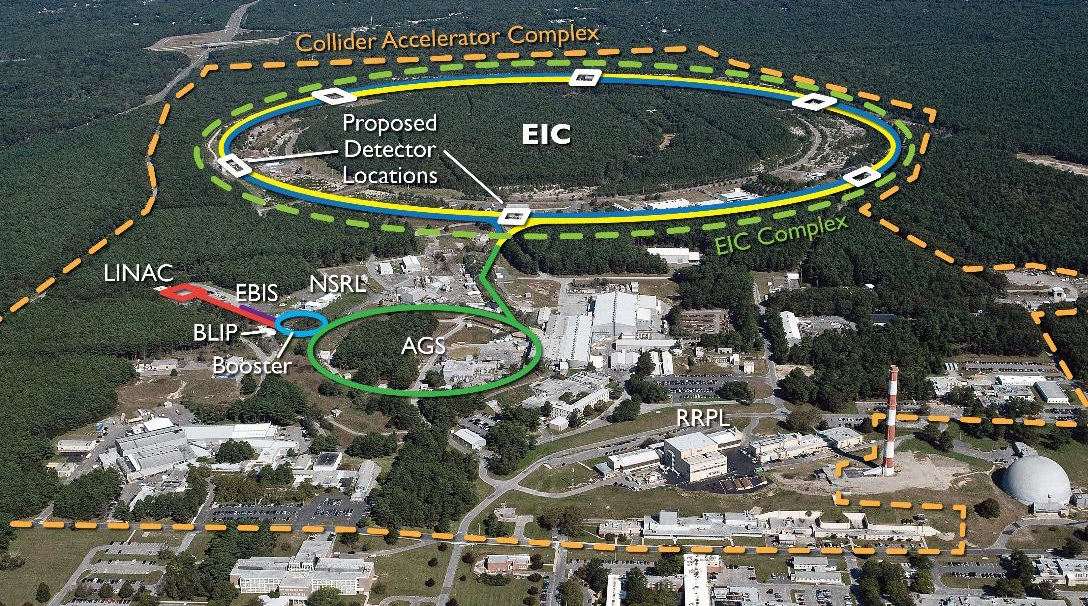 Collider Accelerator Complex
Proposed
Detector
Locations
EIC
EIC Complex
LINAC
EBIS
NSRL
BLIP
Booster
AGS
RRPL